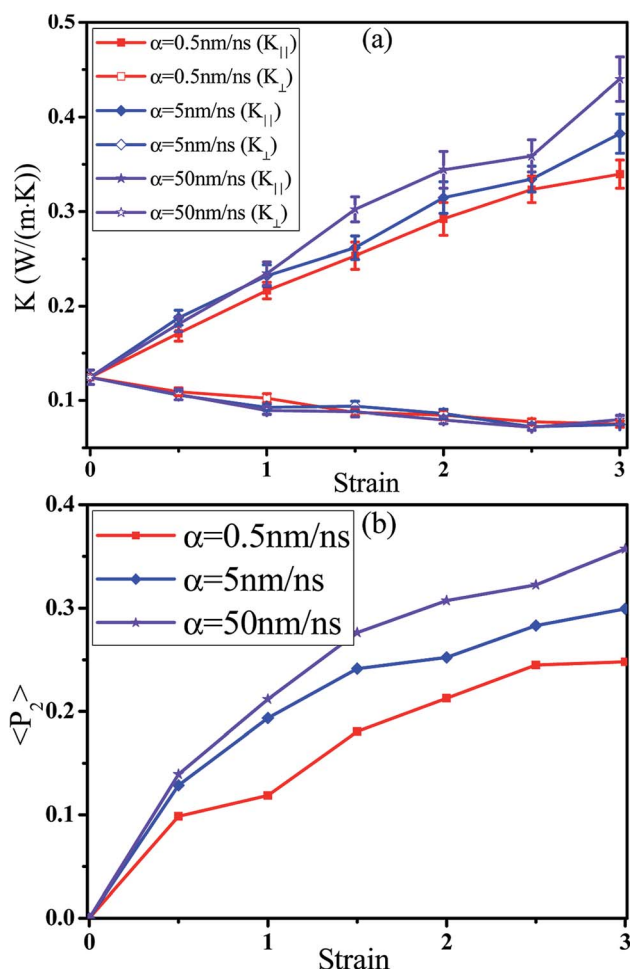 (a)
α=0.5nm/ns (K||)
α=0.5nm/ns (K⊥)
α=5nm/ns (K||)
α=5nm/ns (K⊥)
α=50nm/ns (K||)
α=50nm/ns (K⊥)
K (W/(m·K))
0.5
0.4
0.3
0.2
0.1
0 1 2 3
Strain
(b)
α=0.5nm/ns
α=5nm/ns
α=50nm/ns
<P2>
0.4
0.3
0.2
0.1
0.0
0 1 2 3
Strain